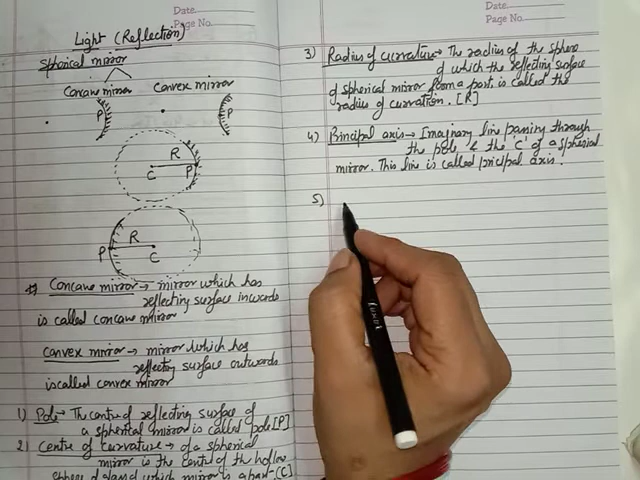 Date
Page No.
Light (Reflection)
Spherical mirror
Concave mirror
Convex mirror
P
P
R
C
P
R
P
C
Concave mirror → mirror which has
reflecting surface inwards
is called concave mirror
Convex mirror → mirror which has
reflecting surface outwards
is called convex mirror
1) Pole → The centre of reflecting surface of
a spherical mirror is called pole [P]
2) Centre of curvature → of a spherical
mirror is the centre of the hollow
sphere of which mirror is a part [C]
Date
Page No.
3) Radius of curvature → The radius of the sphere
of which the reflecting surface
of spherical mirror form a part, is called the
radius of curvation. [R]
4) Principal axis → Imaginary line passing through
the pole & the 'C' of a spherial
mirror. This line is called pricipal axis.
5)
LUXOR